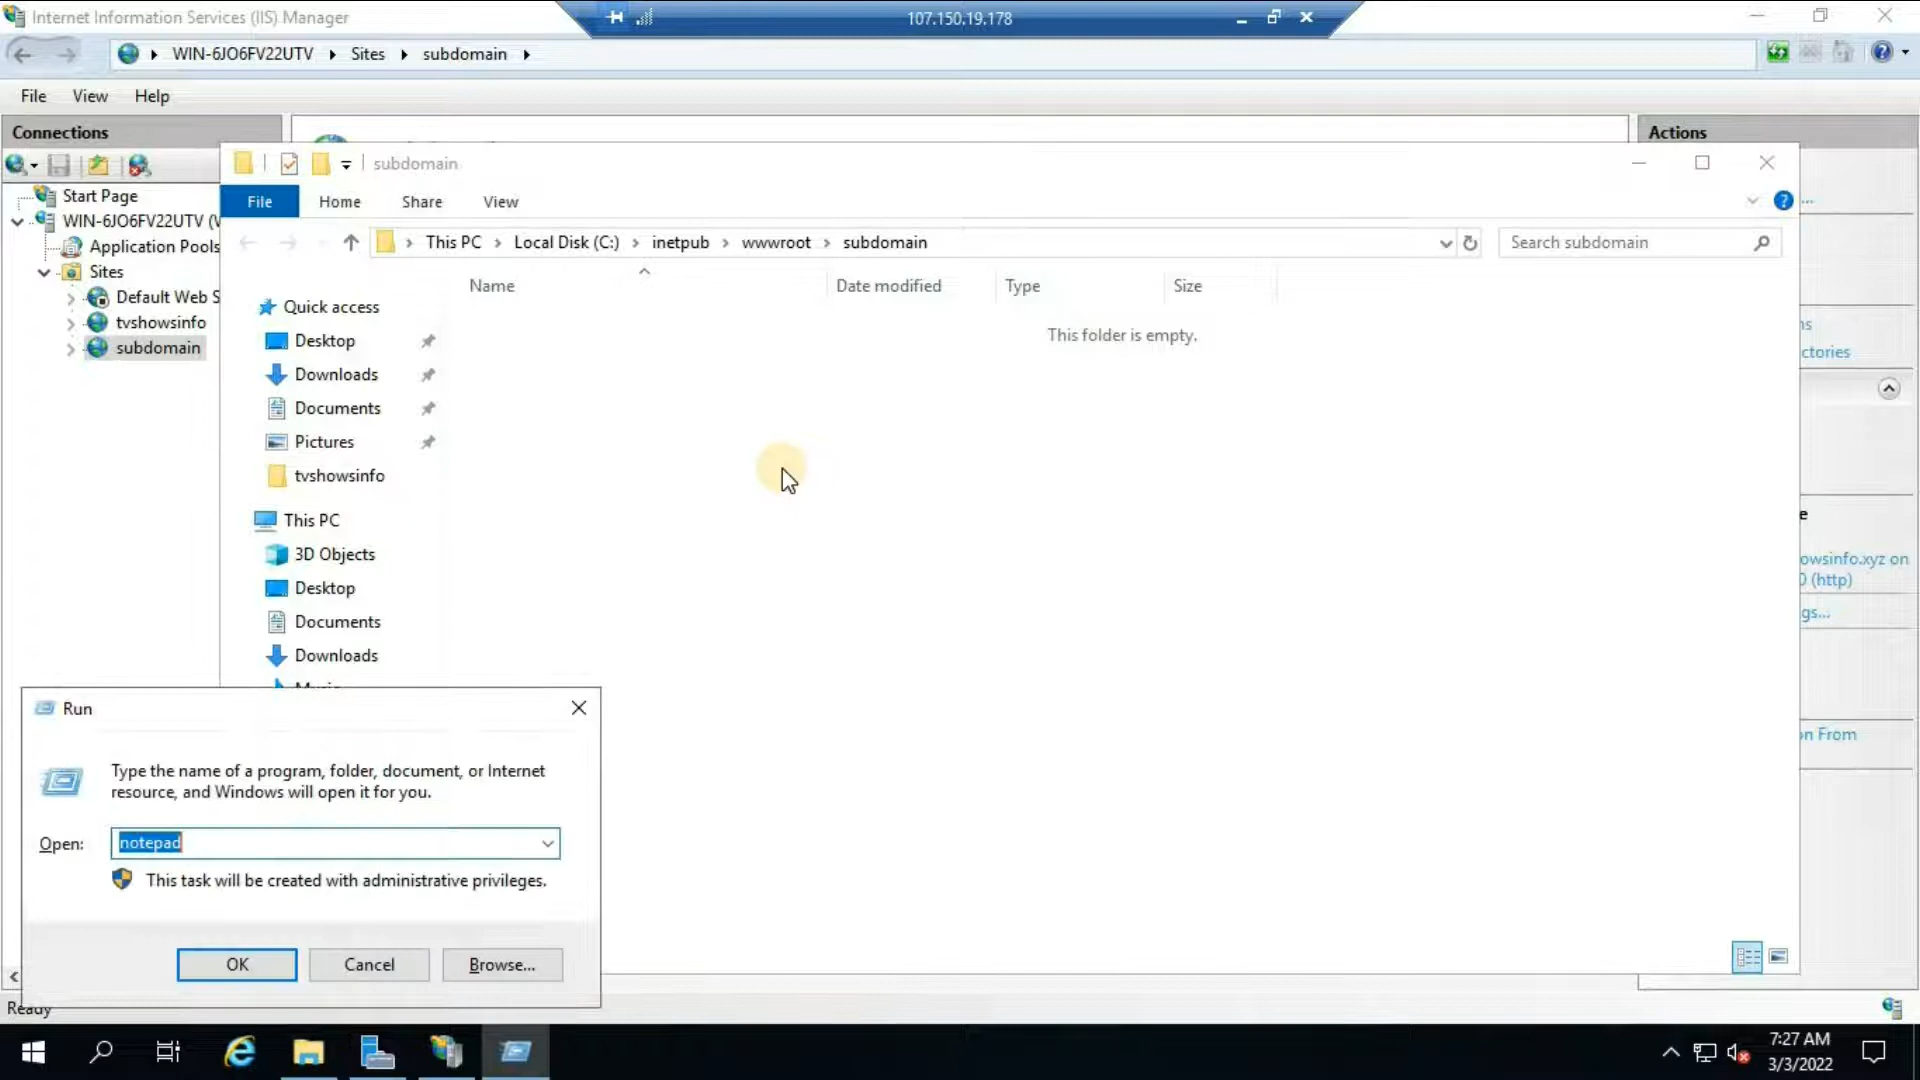 Internet Information Services (IIS) Manager
107.150.19.178
WIN-6JO6FV22UTV
Sites
subdomain
File
View
Help
Connections
Actions
Start Page
WIN-6JO6FV22UTV (
Application Pools
Sites
Default Web S
tvshowsinfo
subdomain
subdomain
File
Home
Share
View
This PC
Local Disk (C:)
inetpub
wwwroot
subdomain
Search subdomain
Name
Date modified
Type
Size
This folder is empty.
Quick access
Desktop
Downloads
Documents
Pictures
tvshowsinfo
This PC
3D Objects
Desktop
Documents
Downloads
...
ns
ctories
e
owsinfo.xyz on
0 (http)
gs...
on From
Run
Type the name of a program, folder, document, or Internet
resource, and Windows will open it for you.
Open:
notepad
This task will be created with administrative privileges.
OK
Cancel
Browse...
Ready
7:27 AM
3/3/2022